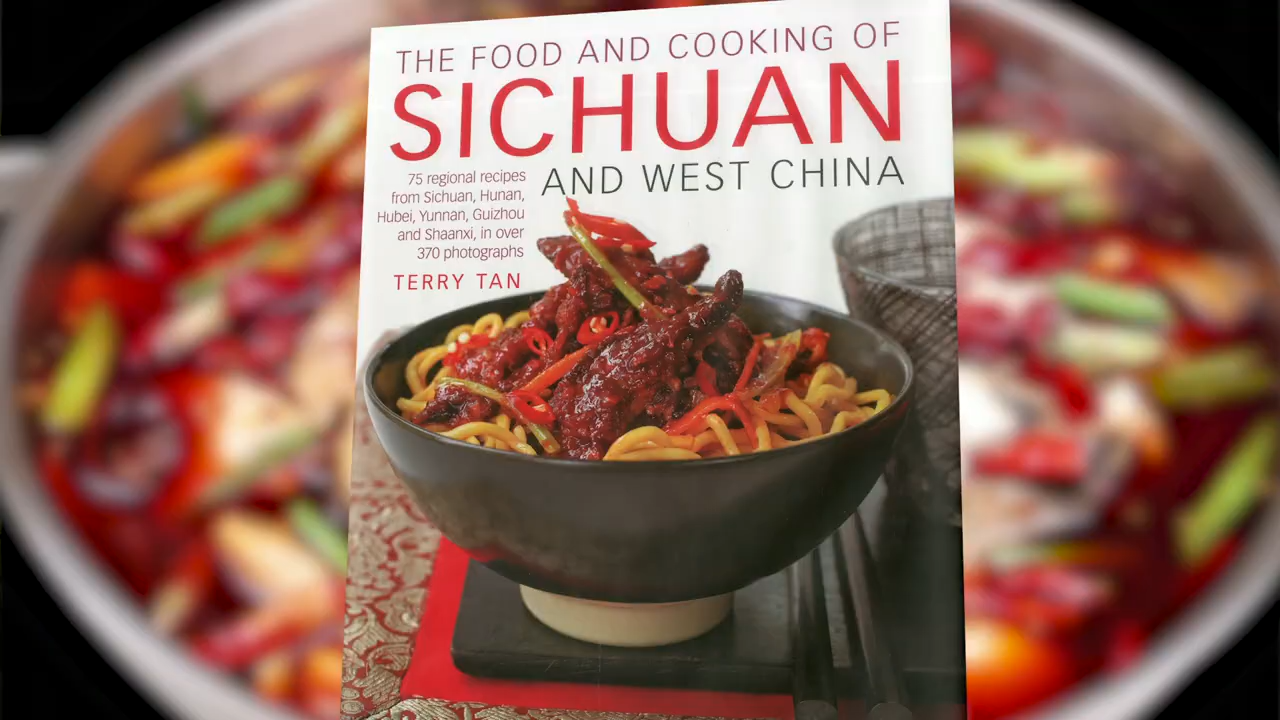 THE FOOD AND COOKING OF
SICHUAN
AND WEST CHINA
75 regional recipes
from Sichuan, Hunan,
Hubei, Yunnan, Guizhou
and Shaanxi, in over
370 photographs
TERRY TAN